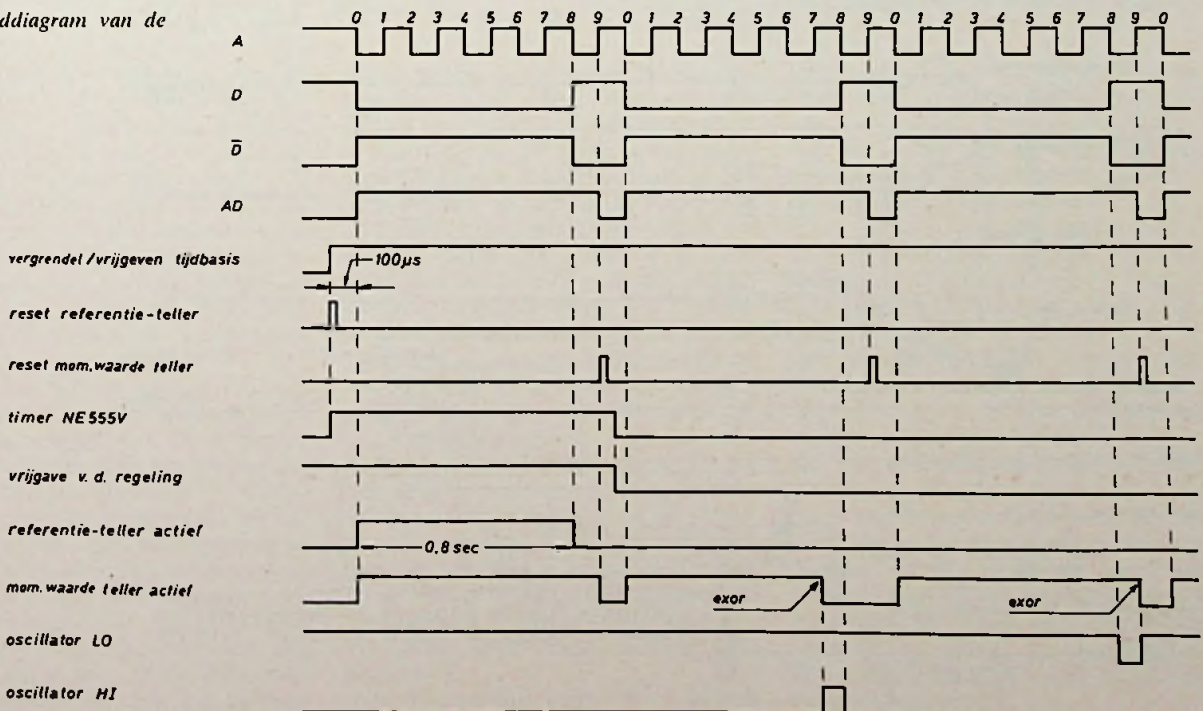 ddiagram van de
0 1 2 3 4 5 6 7 8 9 0 1 2 3 4 5 6 7 8 9 0 1 2 3 4 5 6 7 8 9 0
A
D
D̅
AD
vergrendel/vrijgeven tijdbasis
100µs
reset referentie-teller
reset mom.waarde teller
timer NE555V
vrijgave v. d. regeling
referentie-teller actief
0,8 sec
mom. waarde teller actief
exor
exor
oscillator LO
oscillator HI